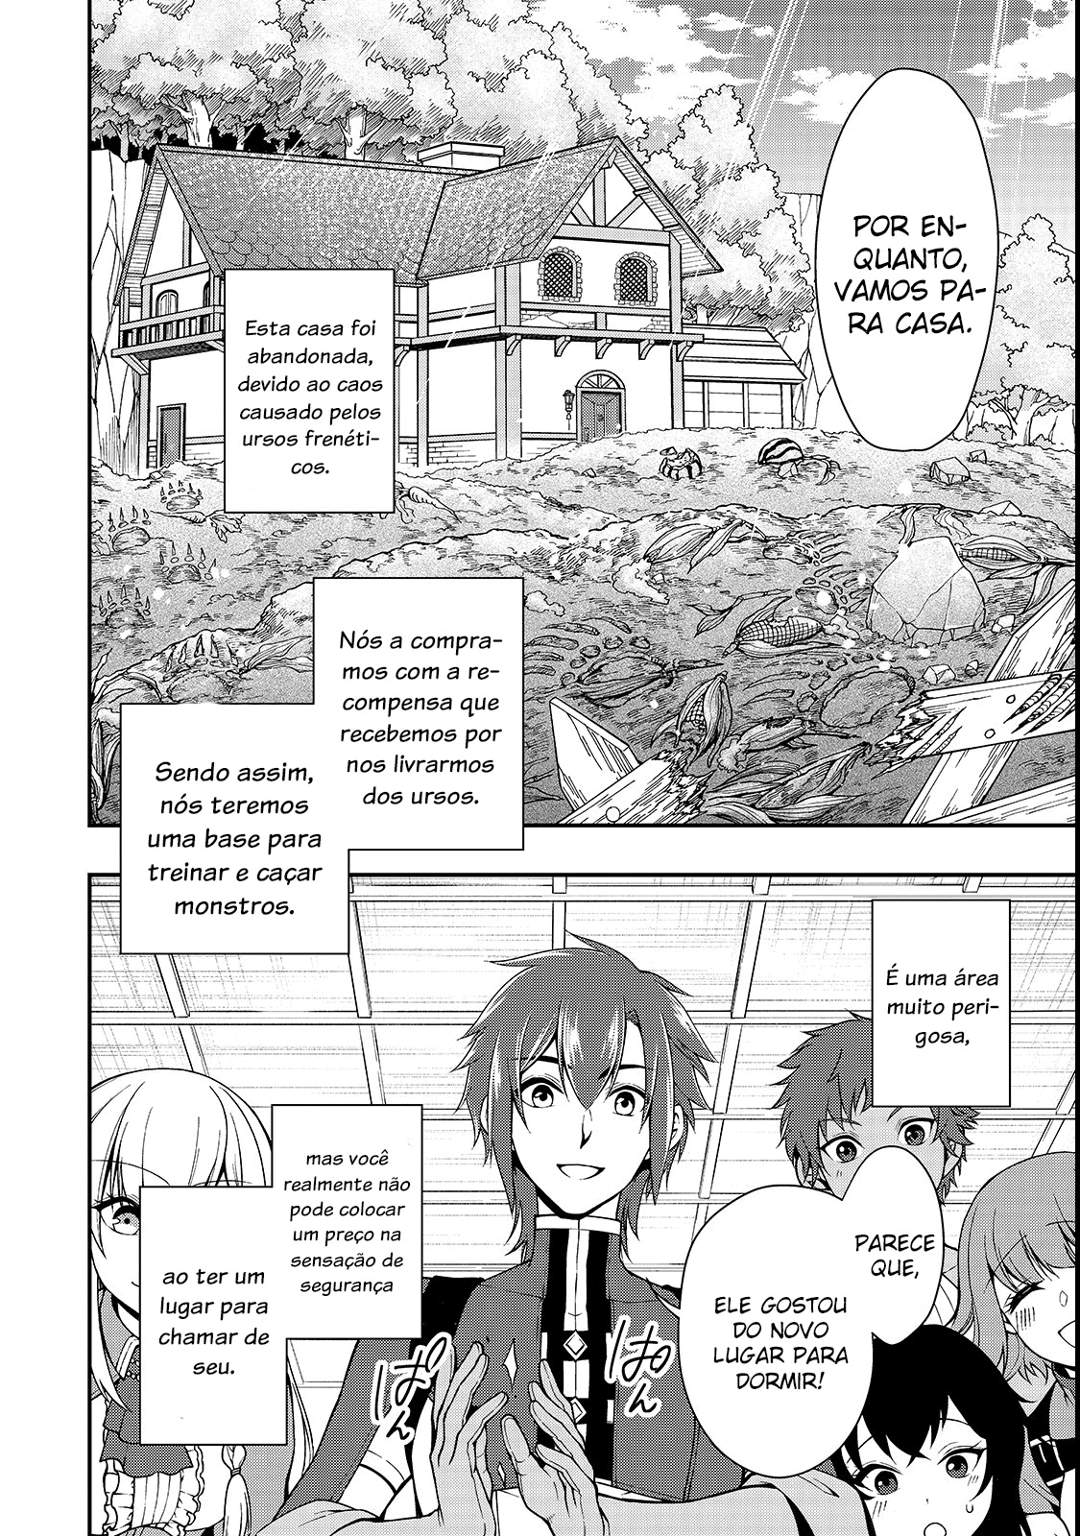 POR EN-
QUANTO,
VAMOS PA-
RA CASA.
Esta casa foi
abandonada,
devido ao caos
causado pelos
ursos frenéti-
cos.
Nós a compra-
mos com a re-
compensa que
recebemos por
nos livrarmos
dos ursos.
Sendo assim,
nós teremos
uma base para
treinar e caçar
monstros.
É uma área
muito peri-
gosa,
mas você
realmente não
pode colocar
um preço na
sensação de
segurança
ao ter um
lugar para
chamar de
seu.
PARECE
QUE,
ELE GOSTOU
DO NOVO
LUGAR PARA
DORMIR!
ぱん
ぱん